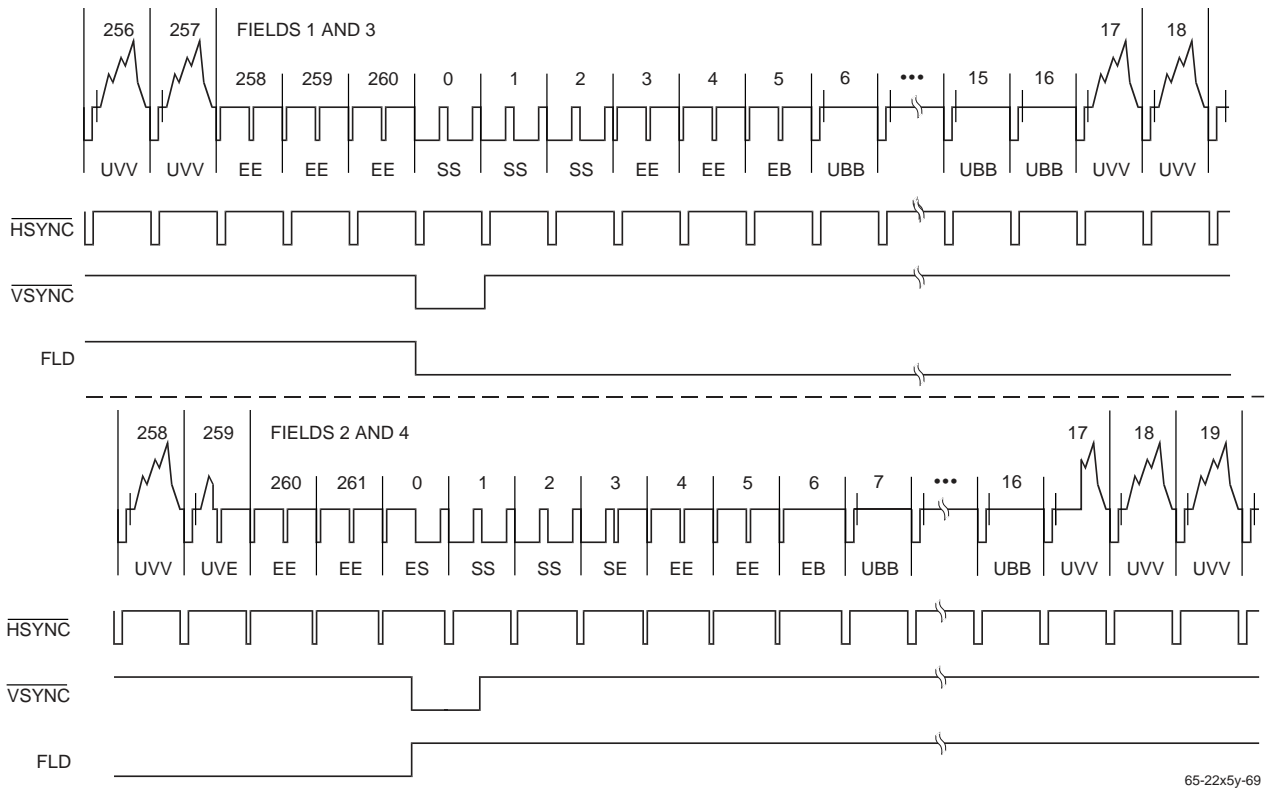 256 257 FIELDS 1 AND 3 17 18
258 259 260 0 1 2 3 4 5 6 ••• 15 16
UVV UVV EE EE EE SS SS SS EE EE EB UBB UBB UBB UVV UVV
HSYNC
VSYNC
FLD
258 259 FIELDS 2 AND 4 17 18 19
260 261 0 1 2 3 4 5 6 7 ••• 16
UVV UVE EE EE ES SS SS SE EE EE EB UBB UBB UVV UVV UVV
HSYNC
VSYNC
FLD
65-22x5y-69